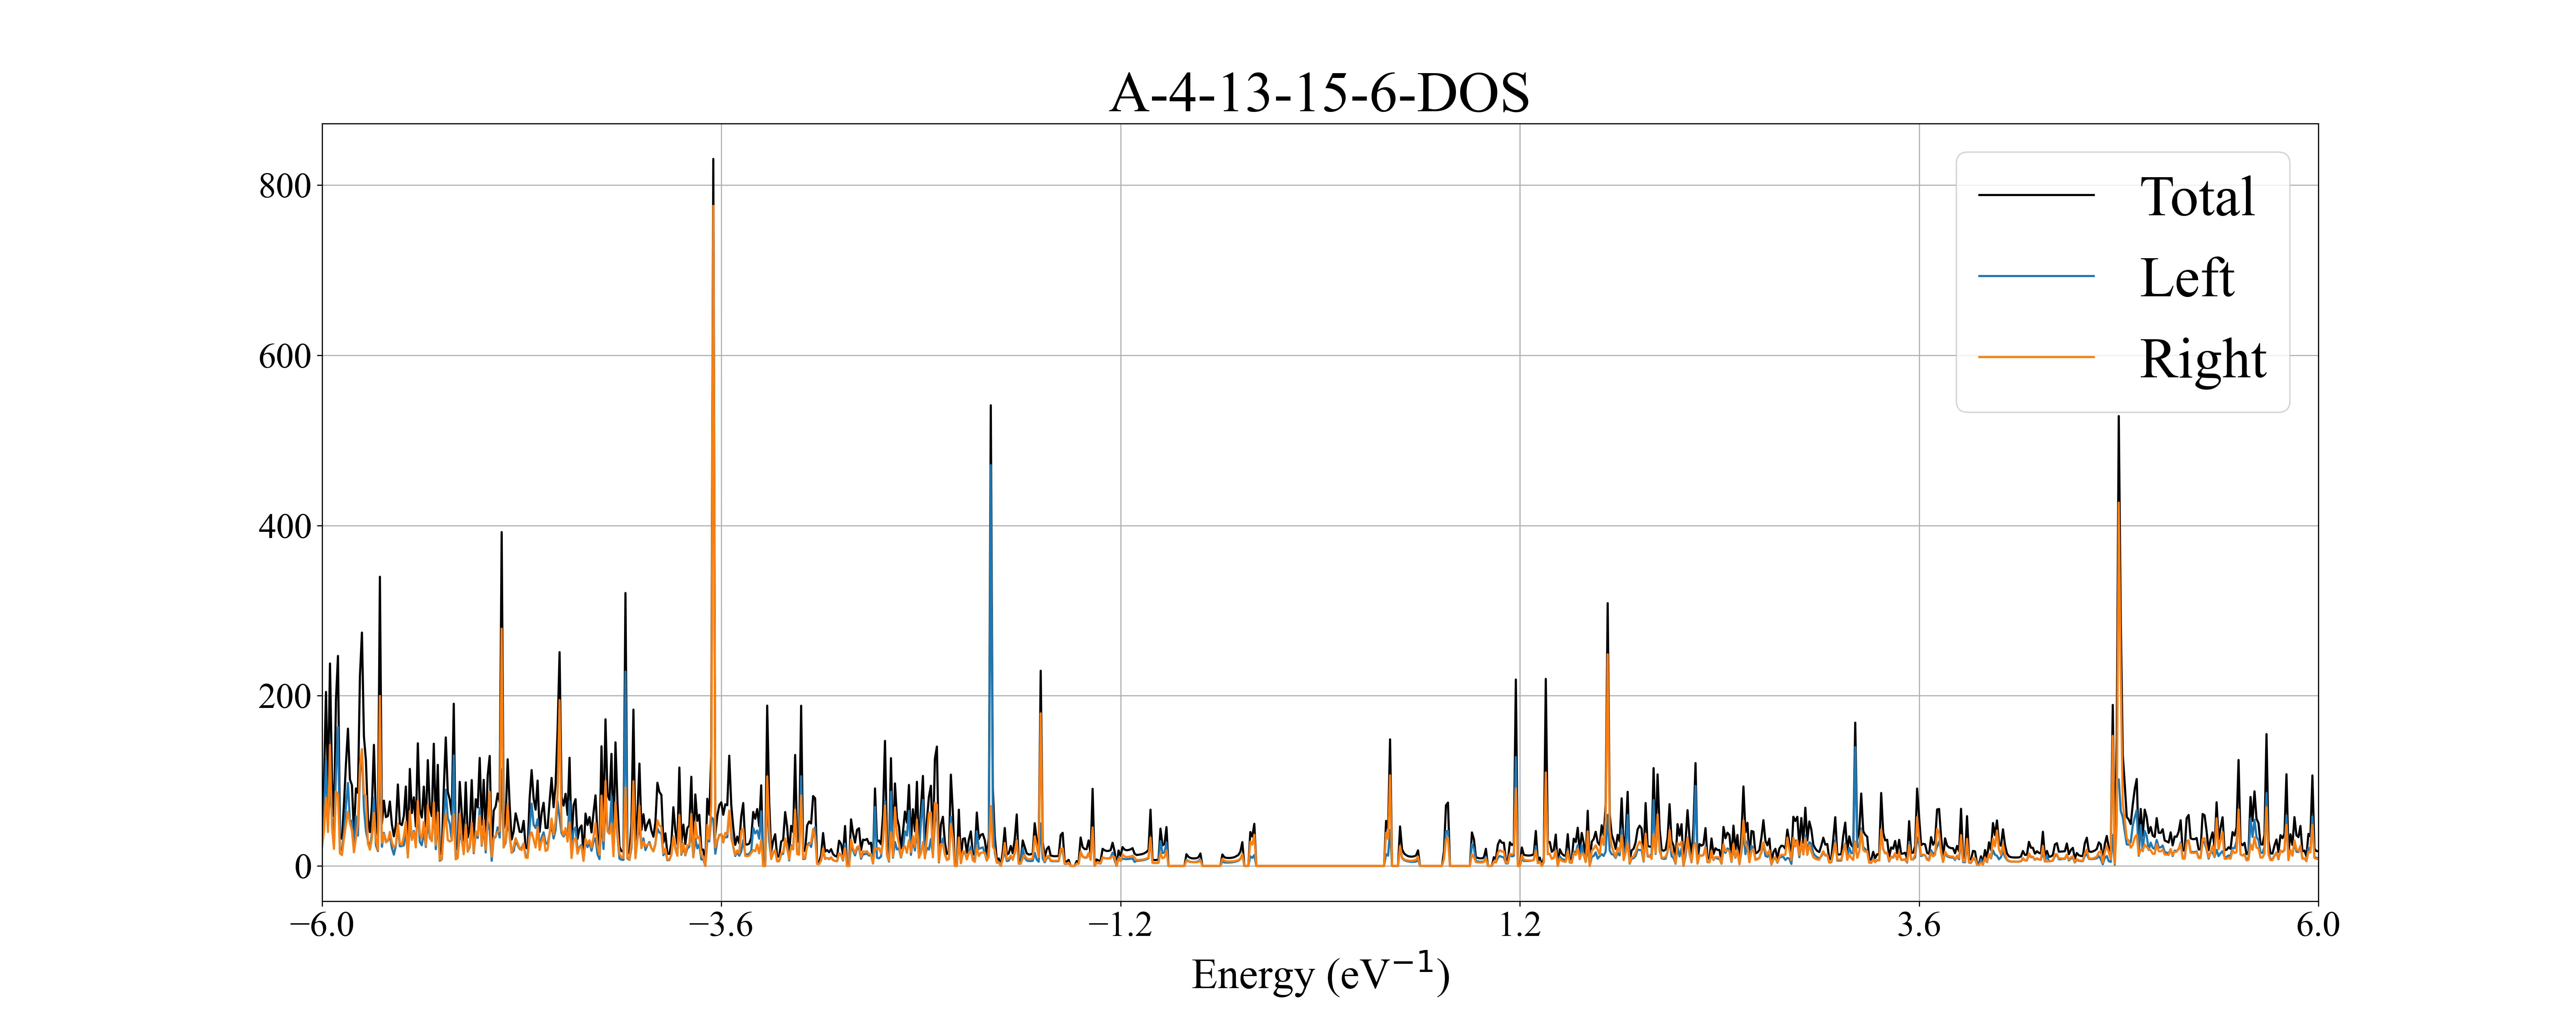 A-4-13-15-6-DOS
Total
Left
Right
800
600
400
200
0
−6.0 −3.6 −1.2 1.2 3.6 6.0
Energy (eV⁻¹)